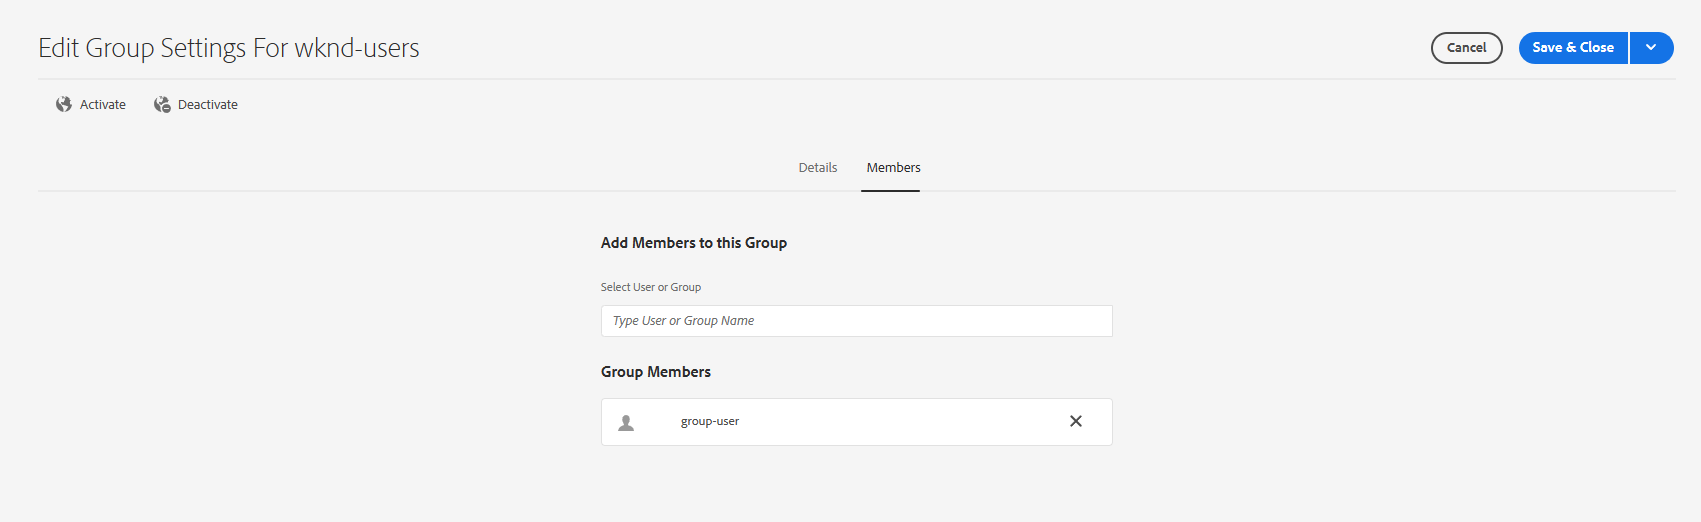 Edit Group Settings For wknd-users
Cancel
Save & Close
Activate
Deactivate
Details
Members
Add Members to this Group
Select User or Group
Type User or Group Name
Group Members
group-user